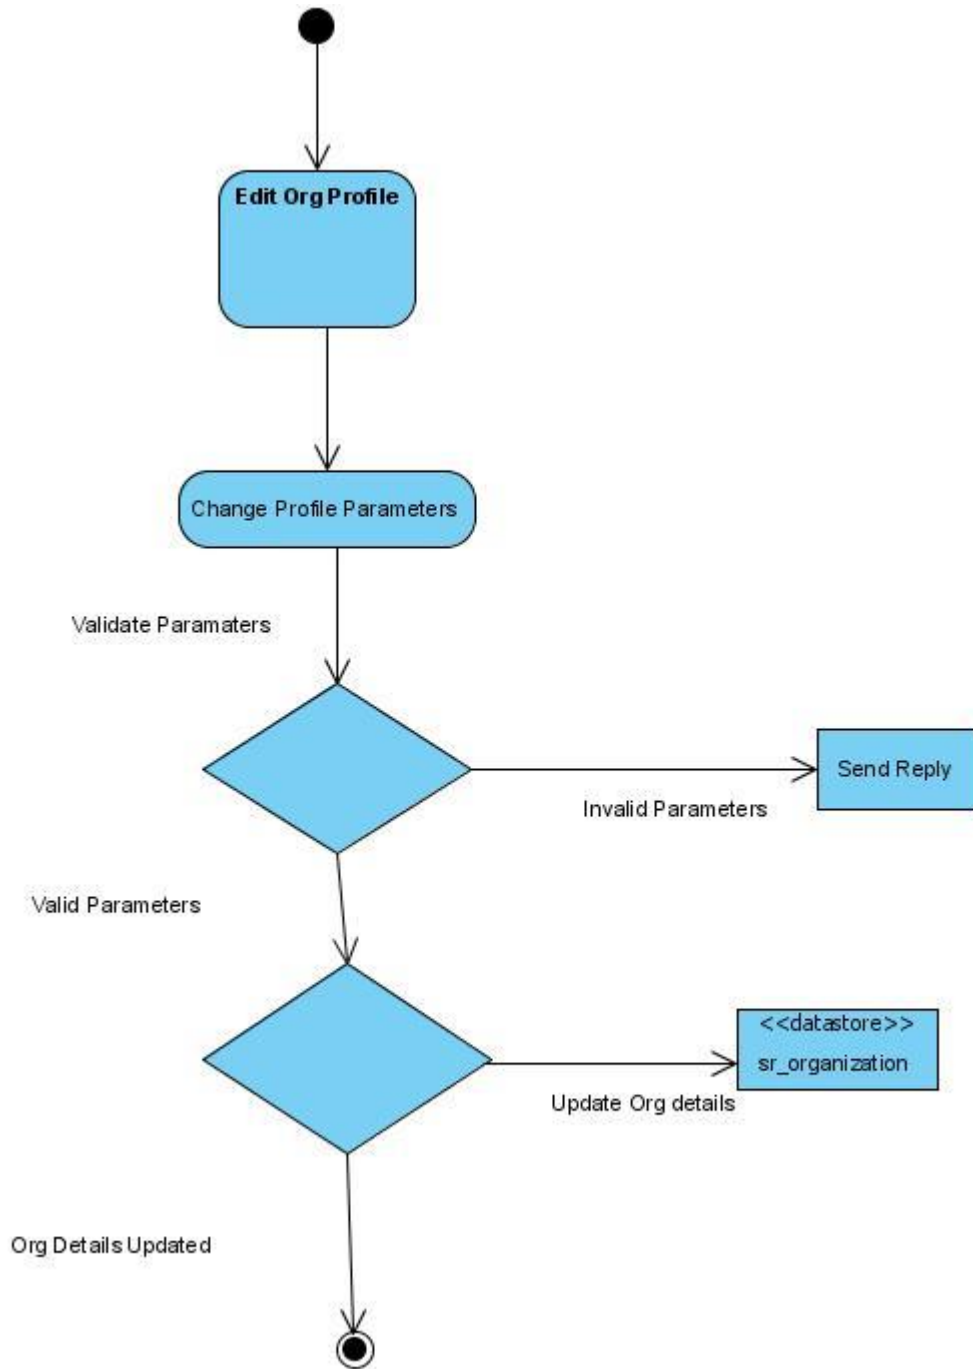 Edit Org Profile
Change Profile Parameters
Validate Paramaters
Send Reply
Invalid Parameters
Valid Parameters
<<datastore>>
sr_organization
Update Org details
Org Details Updated